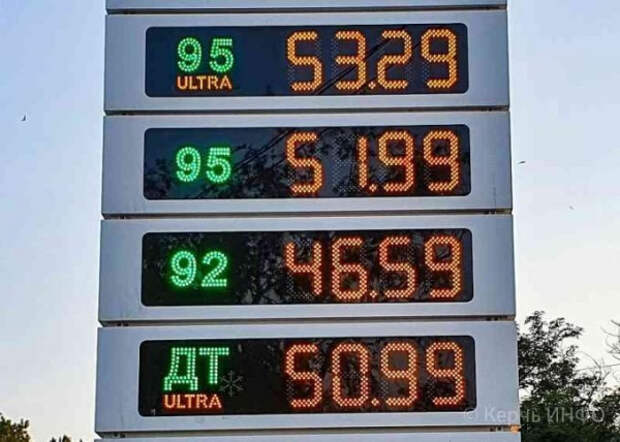 95 53.29
ULTRA
95 51.99
92 46.59
ДТ 50.99
ULTRA
© Керчь ИНФО